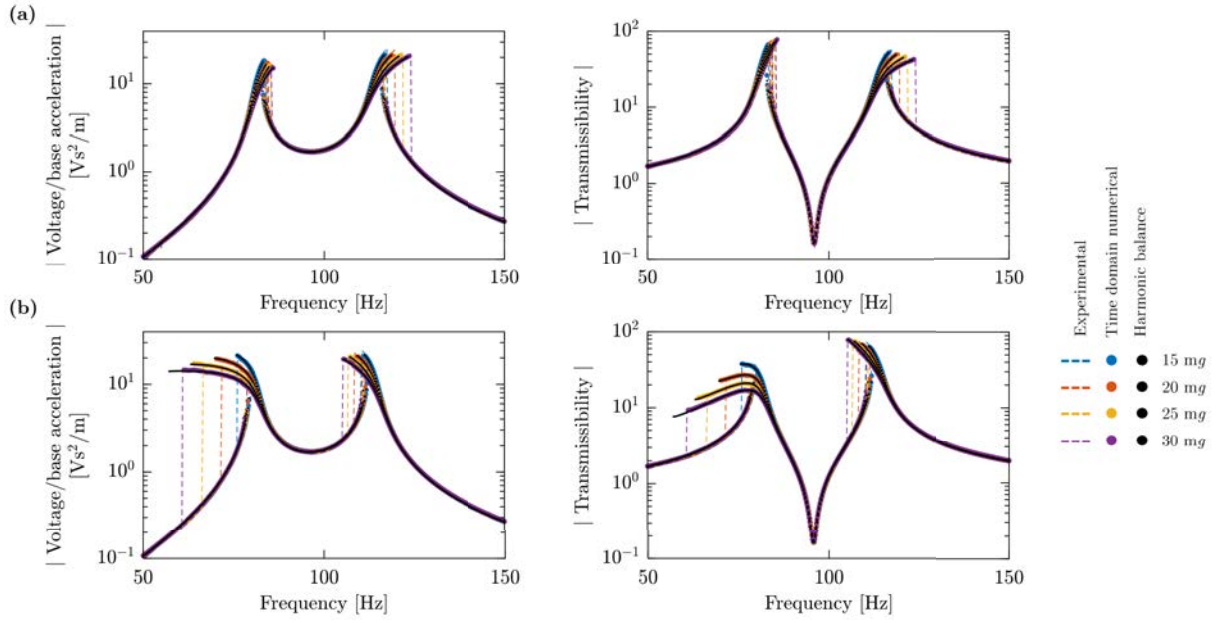 (a)
| Voltage/base acceleration |
[Vs²/m]
10¹
10⁰
10⁻¹
50
100
150
Frequency [Hz]
| Transmissibility |
10²
10¹
10⁰
10⁻¹
50
100
150
Frequency [Hz]
(b)
| Voltage/base acceleration |
[Vs²/m]
10¹
10⁰
10⁻¹
50
100
150
Frequency [Hz]
| Transmissibility |
10²
10¹
10⁰
10⁻¹
50
100
150
Frequency [Hz]
Experimental
Time domain numerical
Harmonic balance
15 mg
20 mg
25 mg
30 mg